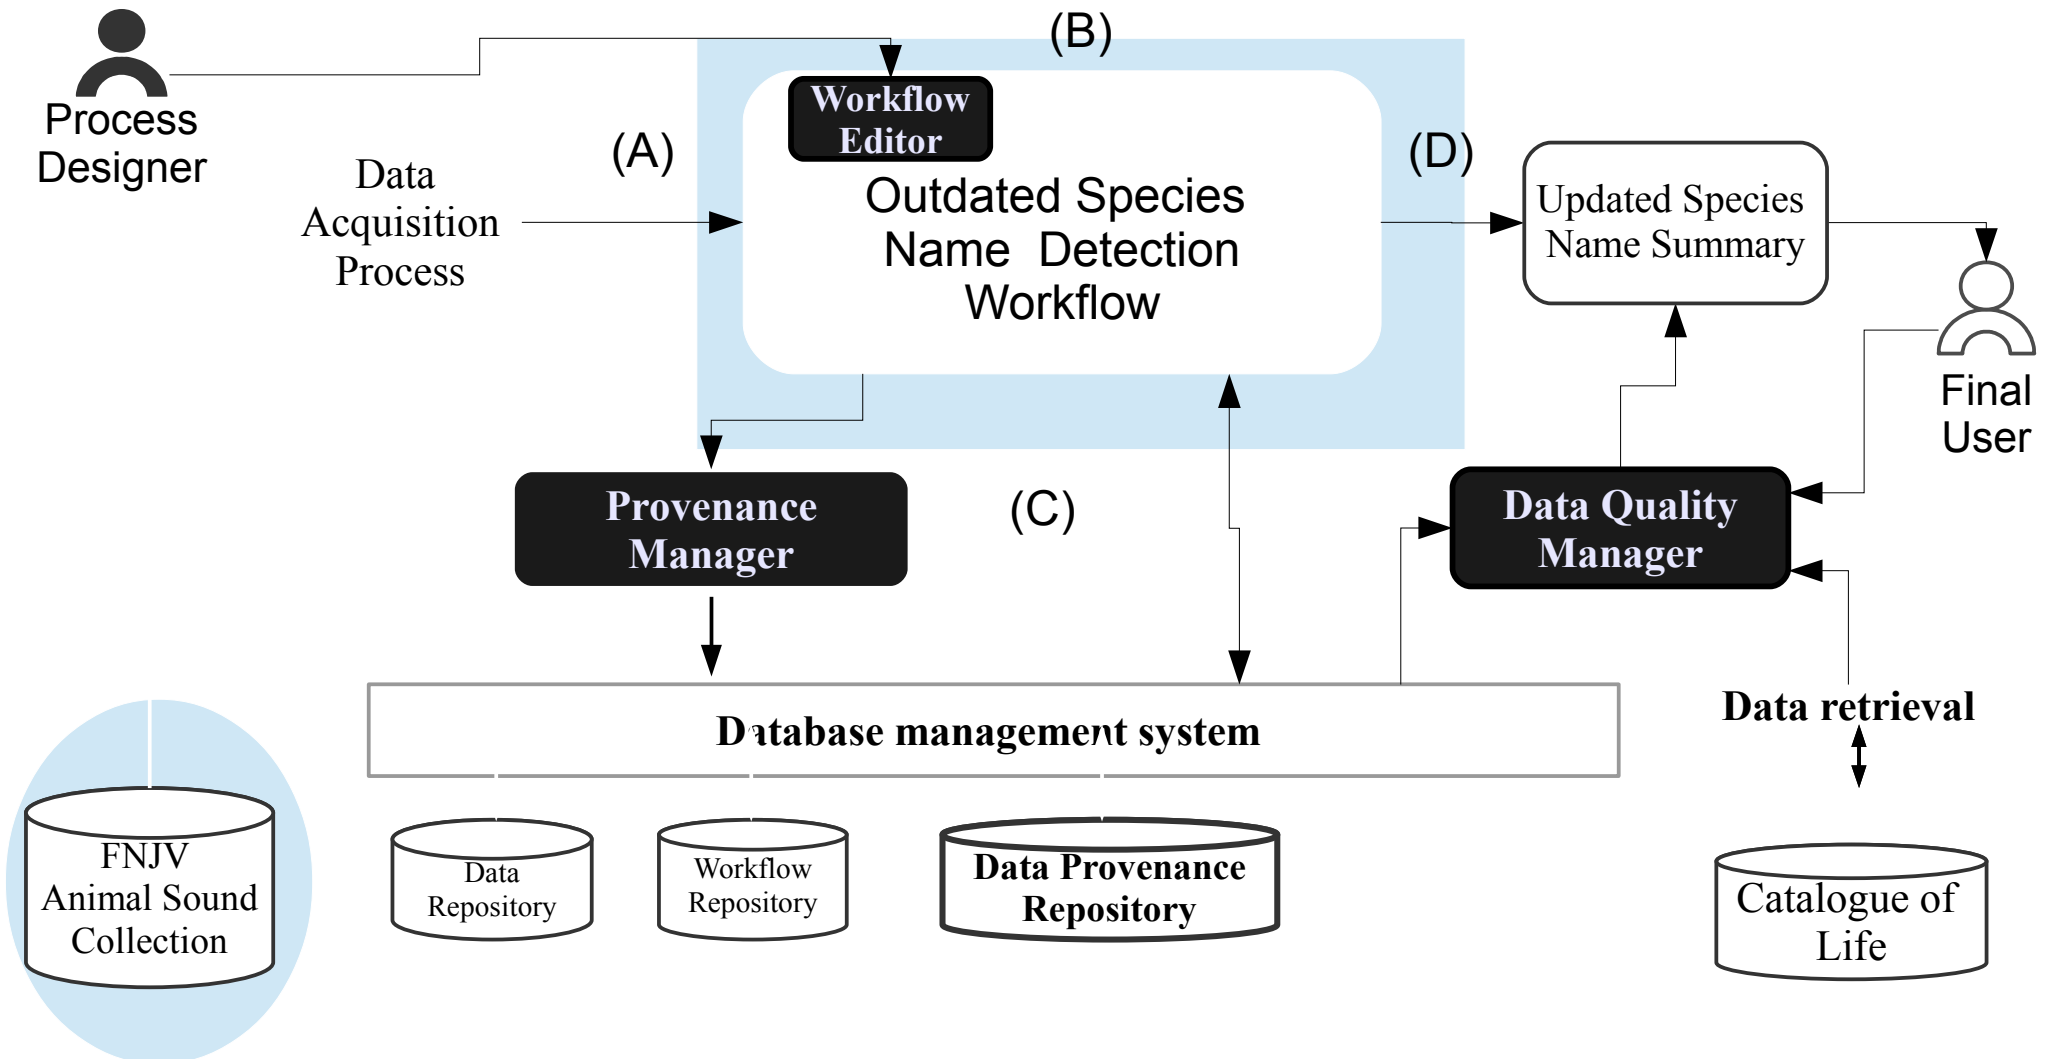 (B)
Process
Designer
Workflow
Editor
(A)
(D)
Data
Acquisition
Process
Outdated Species
Name Detection
Workflow
Updated Species
Name Summary
Final
User
Provenance
Manager
(C)
Data Quality
Manager
Database management system
Data retrieval
FNJV
Animal Sound
Collection
Data
Repository
Workflow
Repository
Data Provenance
Repository
Catalogue of
Life